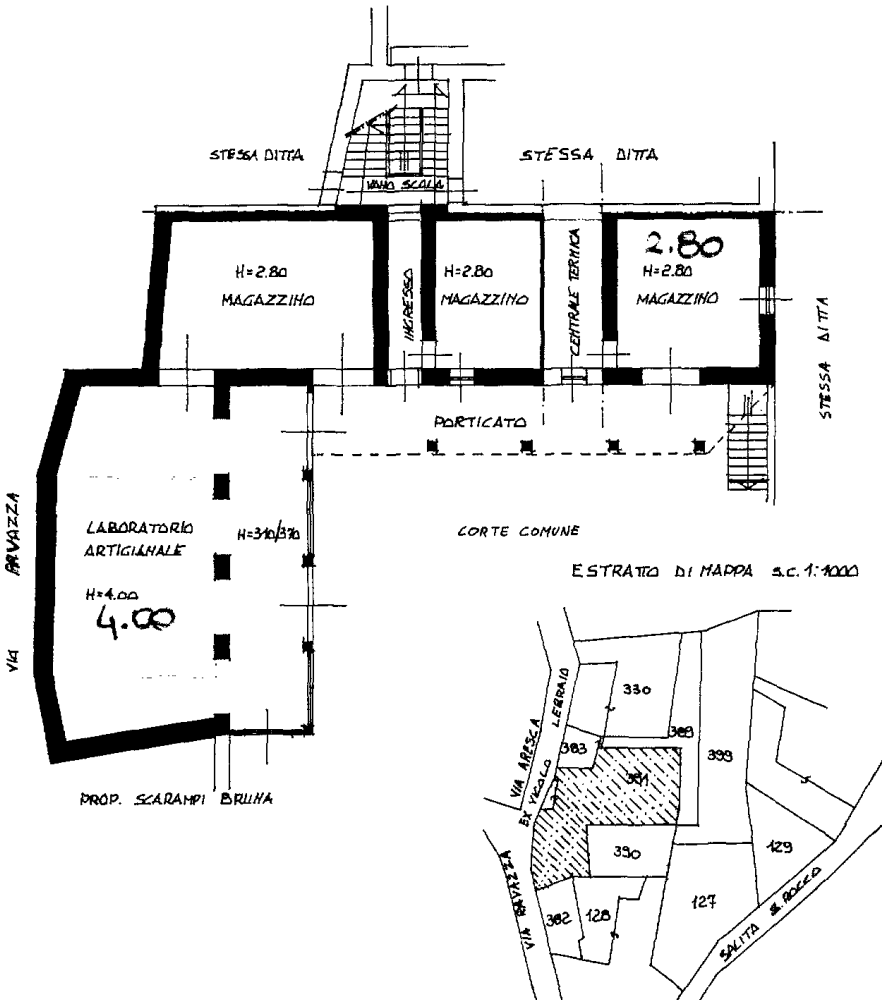 STESSA DITTA
STESSA DITTA
VANO SCALA
H=2.80
MAGAZZINO
INGRESSO
H=2.80
MAGAZZINO
CENTRALE TERMICA
2.80
H=2.80
MAGAZZINO
STESSA DITTA
PORTICATO
VIA RAVAZZA
LABORATORIO
ARTIGIANALE
H=4.00
4.00
H=310/370
CORTE COMUNE
PROP. SCARAMPI BRUNA
ESTRATTO DI MAPPA s.c. 1:1000
330
389
399
383
391
390
129
127
382
128
VIA ARESCA
EX VICOLO LEBRAIO
VIA RAVAZZA
SALITA S. ROCCO